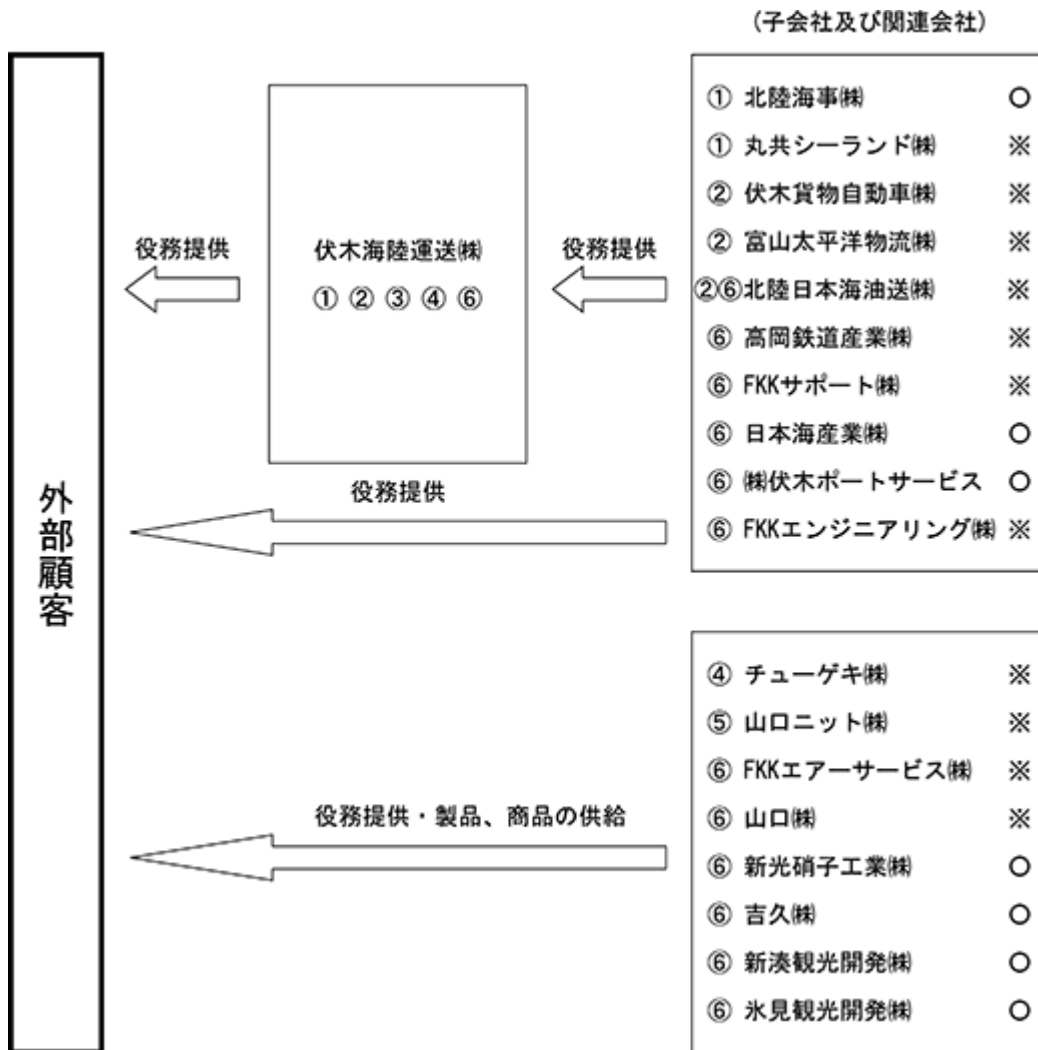 (子会社及び関連会社)
① 北陸海事㈱ ○
① 丸共シーランド㈱ ※
② 伏木貨物自動車㈱ ※
② 富山太平洋物流㈱ ※
②⑥北陸日本海油送㈱ ※
⑥ 高岡鉄道産業㈱ ※
⑥ FKKサポート㈱ ※
⑥ 日本海産業㈱ ○
⑥ ㈱伏木ポートサービス ○
⑥ FKKエンジニアリング㈱ ※
役務提供
伏木海陸運送㈱
① ② ③ ④ ⑥
役務提供
役務提供
外部顧客
④ チューゲキ㈱ ※
⑤ 山口ニット㈱ ※
⑥ FKKエアーサービス㈱ ※
⑥ 山口㈱ ※
⑥ 新光硝子工業㈱ ○
⑥ 吉久㈱ ○
⑥ 新湊観光開発㈱ ○
⑥ 氷見観光開発㈱ ○
役務提供・製品、商品の供給